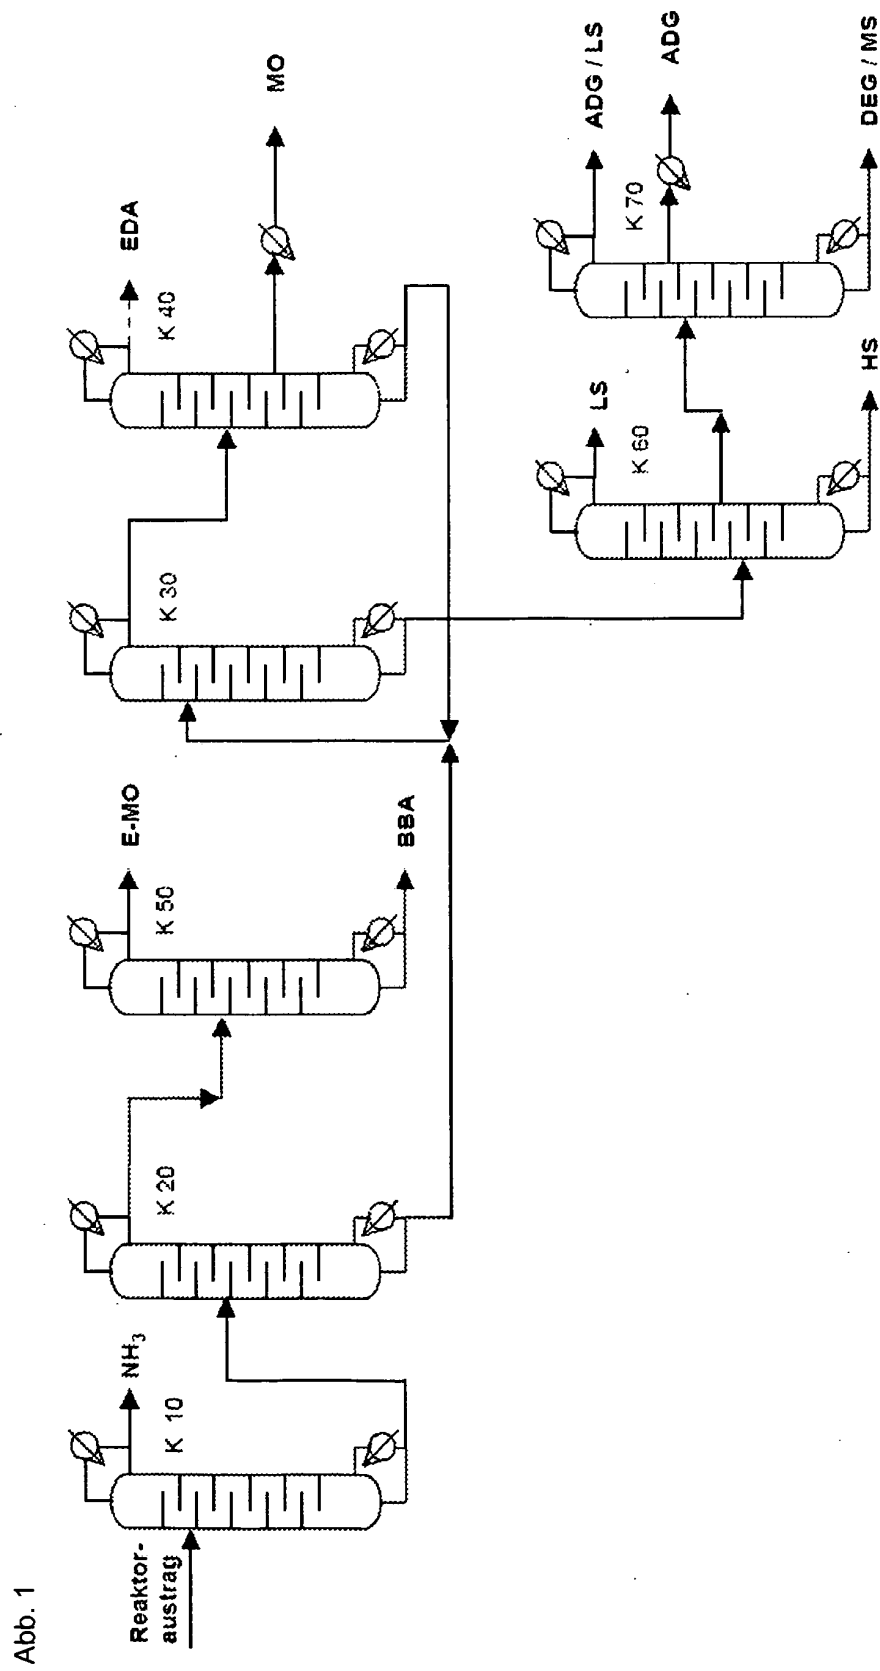 Abb. 1
Reaktor-
austrag
NH3
K 10
K 20
E-MO
K 50
BBA
K 30
EDA
K 40
MO
LS
K 60
HS
ADG / LS
K 70
ADG
DEG / MS